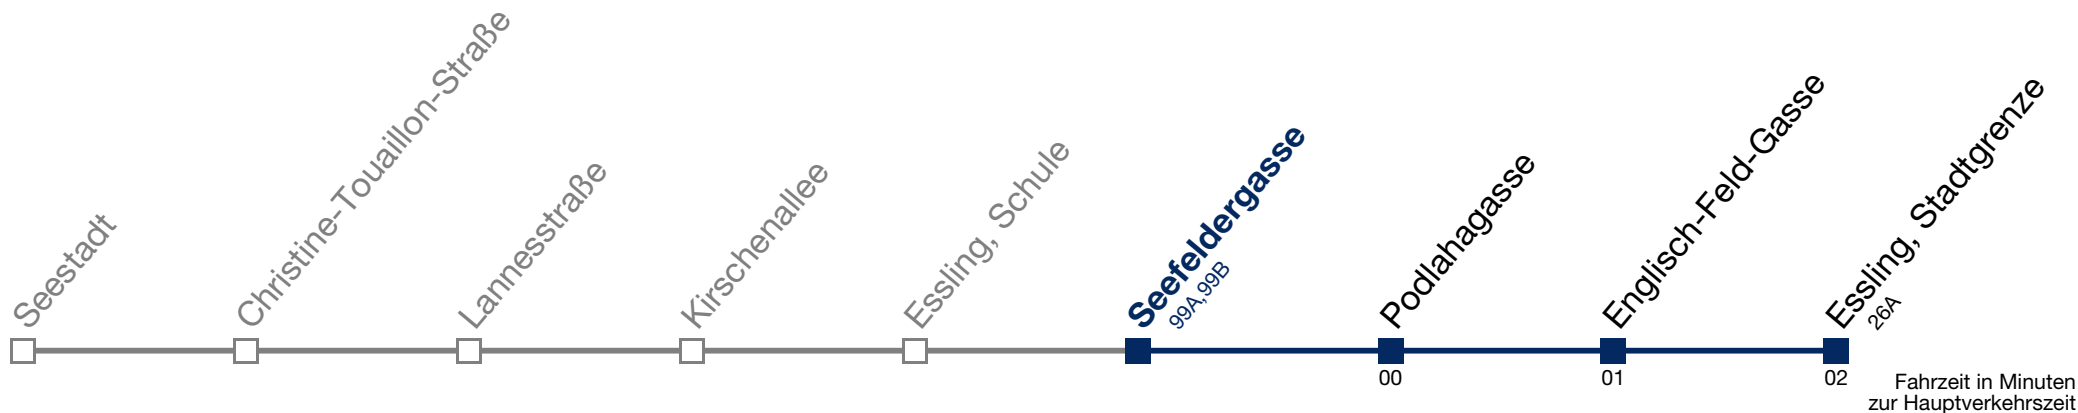 Seestadt
Christine-Touaillon-Straße
Lannesstraße
Kirschenallee
Essling, Schule
Seefeldergasse
99A,99B
Podlahagasse
Englisch-Feld-Gasse
Essling, Stadtgrenze
26A
00
01
02
Fahrzeit in Minuten
zur Hauptverkehrszeit